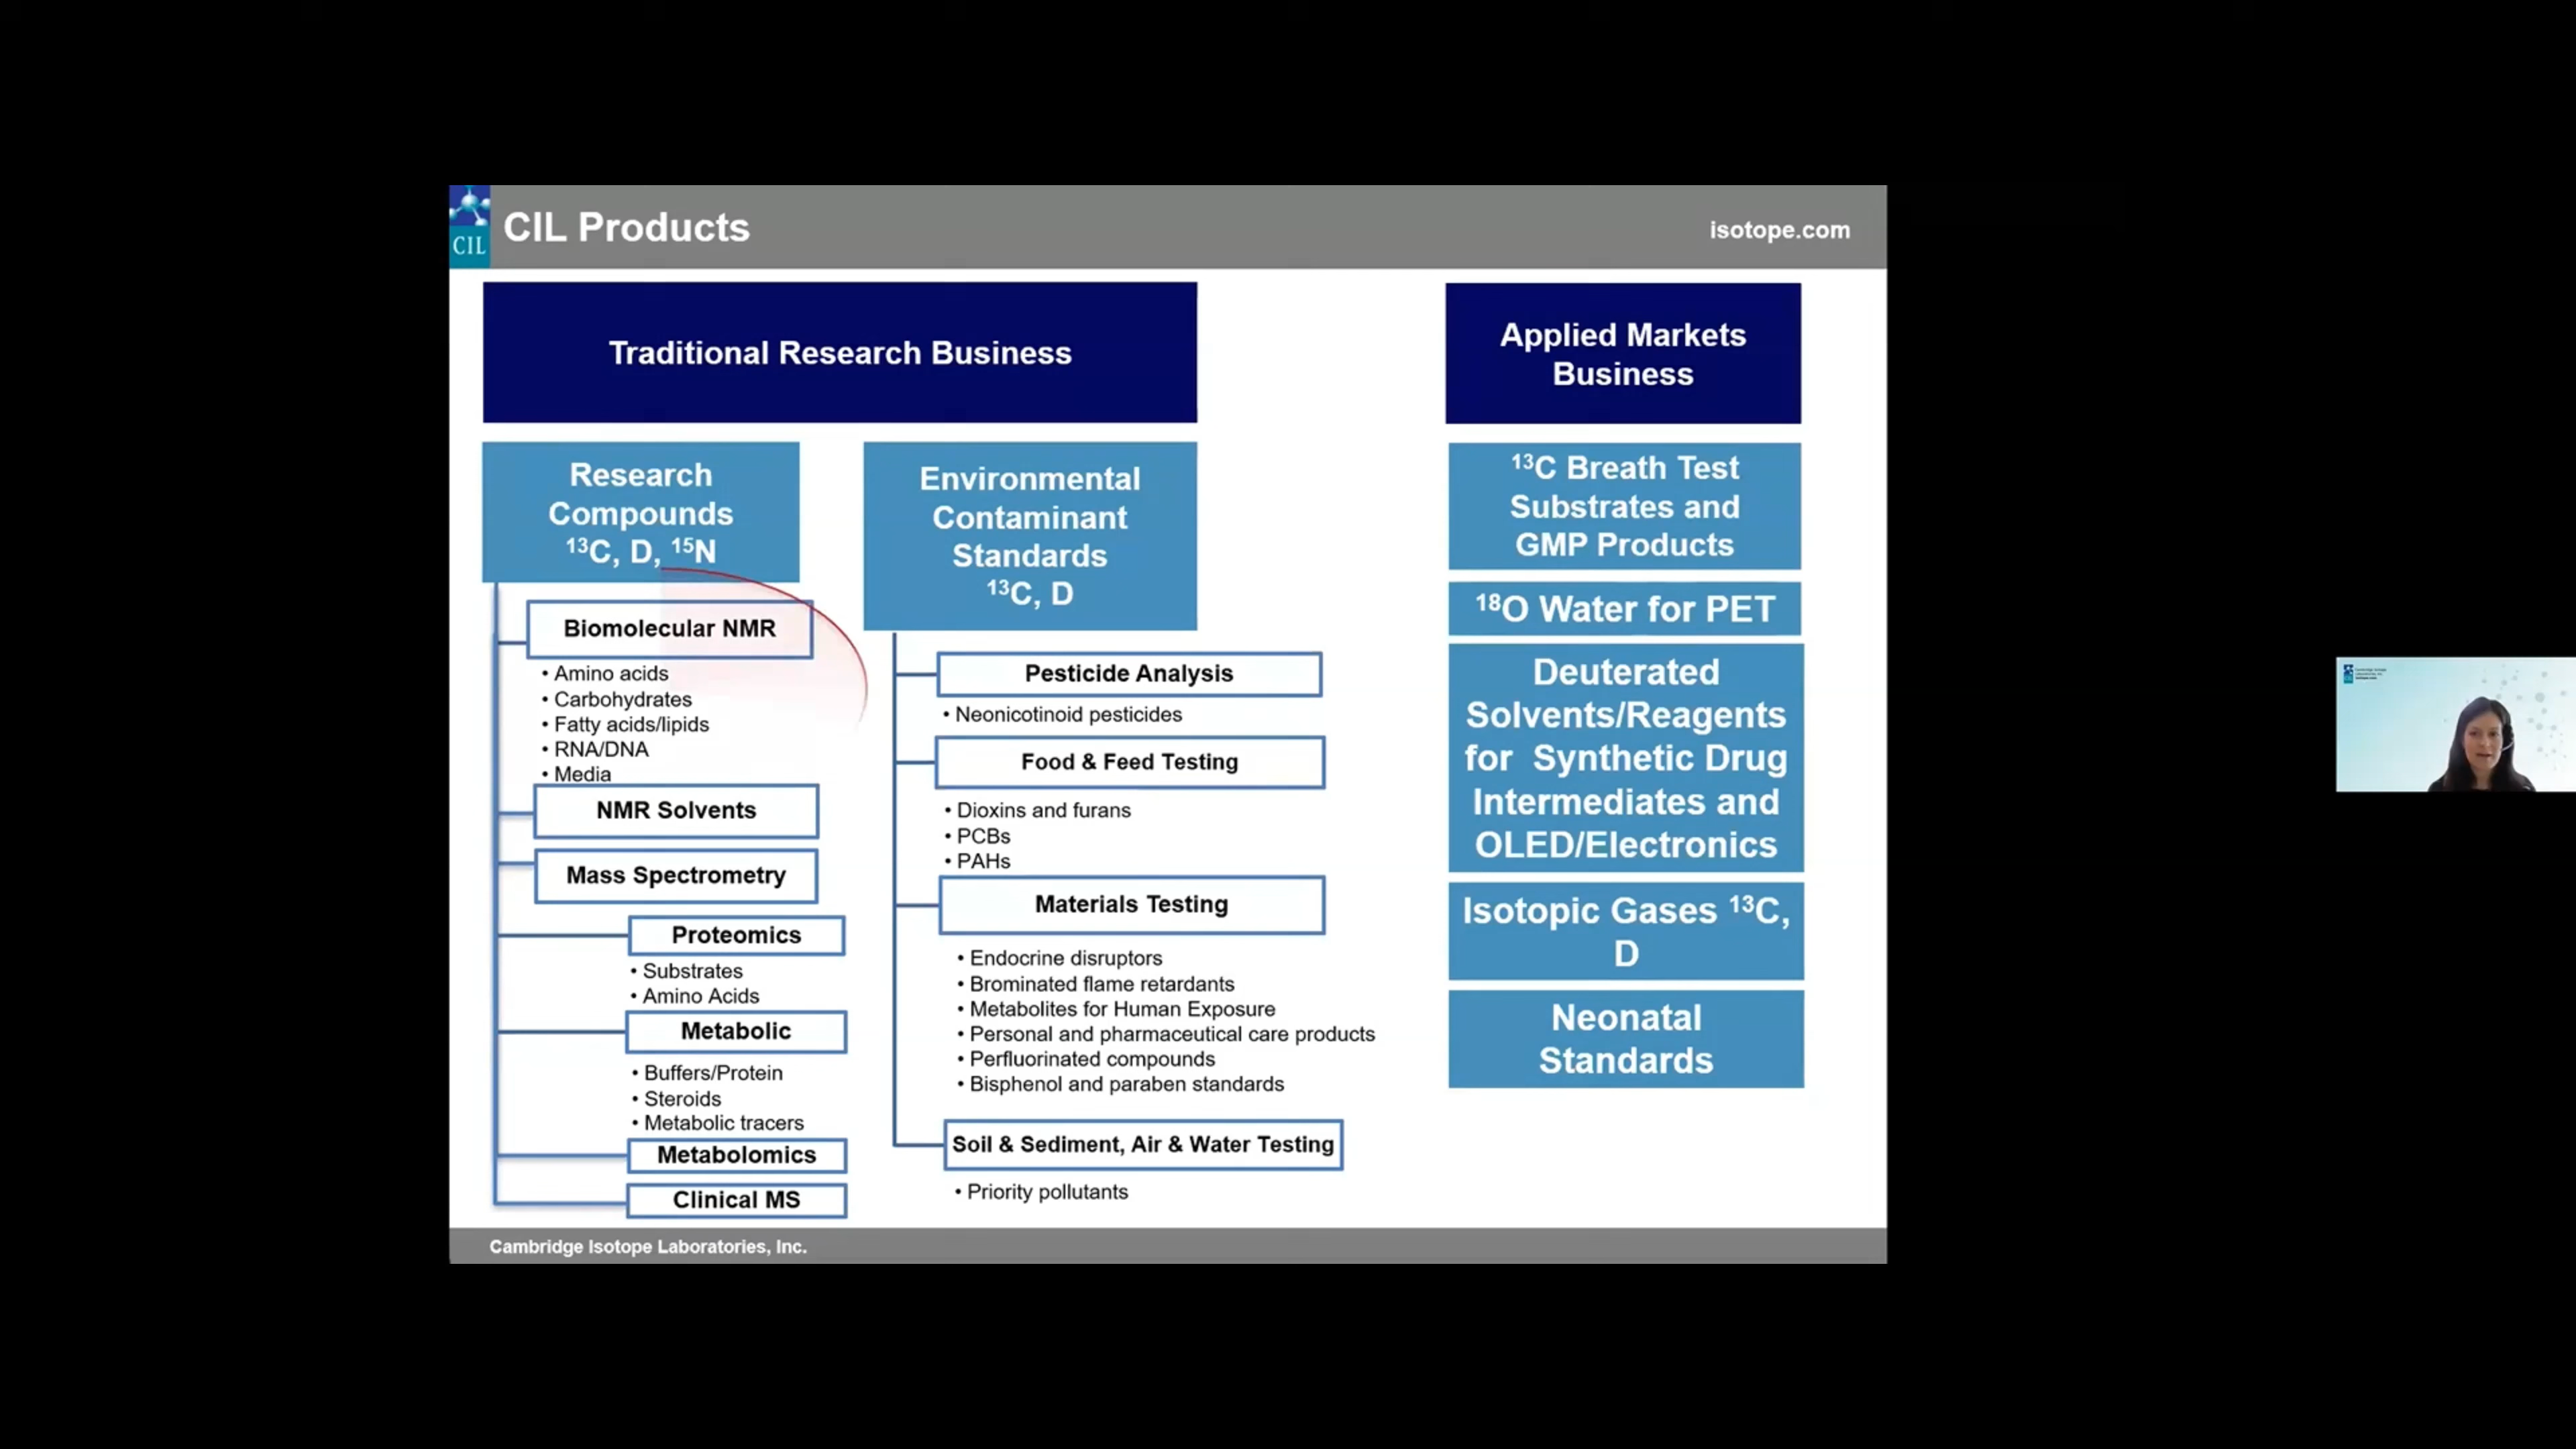 CIL
CIL Products
isotope.com
Traditional Research Business
Research
Compounds
¹³C, D, ¹⁵N
Biomolecular NMR
• Amino acids
• Carbohydrates
• Fatty acids/lipids
• RNA/DNA
• Media
NMR Solvents
Mass Spectrometry
Proteomics
• Substrates
• Amino Acids
Metabolic
• Buffers/Protein
• Steroids
• Metabolic tracers
Metabolomics
Clinical MS
Environmental
Contaminant
Standards
¹³C, D
Pesticide Analysis
• Neonicotinoid pesticides
Food & Feed Testing
• Dioxins and furans
• PCBs
• PAHs
Materials Testing
• Endocrine disruptors
• Brominated flame retardants
• Metabolites for Human Exposure
• Personal and pharmaceutical care products
• Perfluorinated compounds
• Bisphenol and paraben standards
Soil & Sediment, Air & Water Testing
• Priority pollutants
Applied Markets
Business
¹³C Breath Test
Substrates and
GMP Products
¹⁸O Water for PET
Deuterated
Solvents/Reagents
for Synthetic Drug
Intermediates and
OLED/Electronics
Isotopic Gases ¹³C,
D
Neonatal
Standards
Cambridge Isotope Laboratories, Inc.